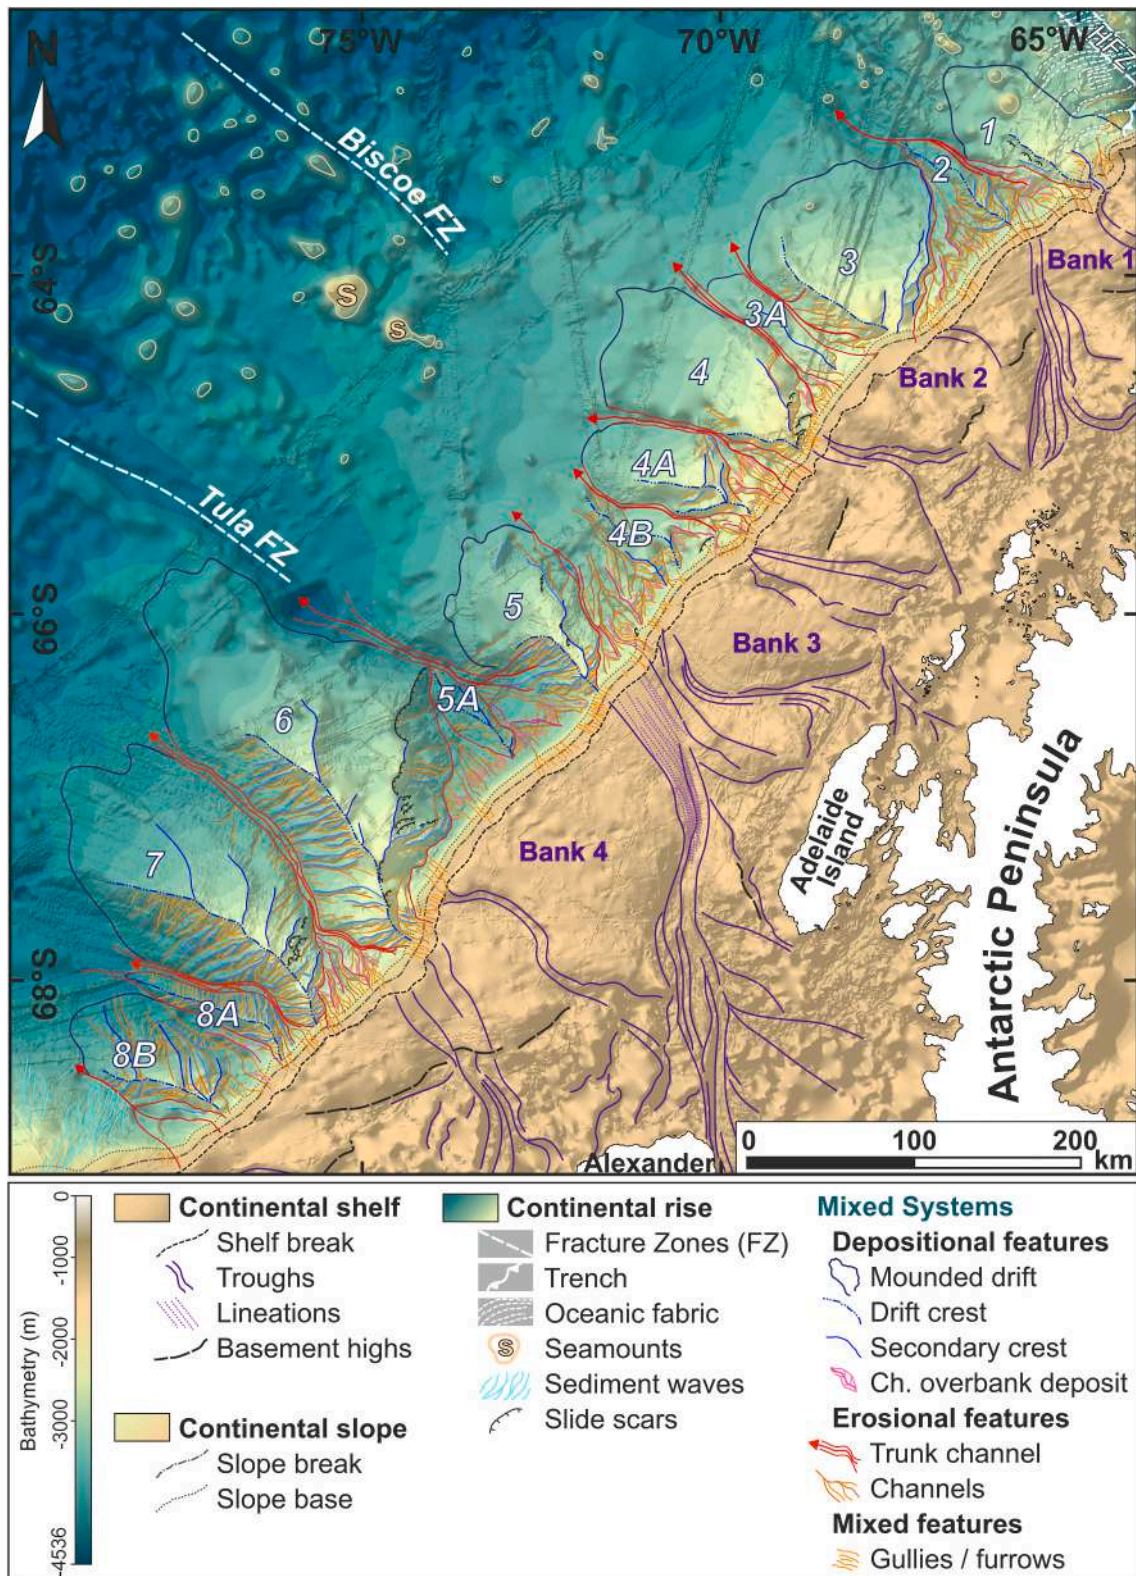 N
75°W
70°W
65°W
HFZ
Biscoe FZ
1
2
Bank 1
64°S
S
S
3
3A
4
Bank 2
4A
Tula FZ
4B
5
66°S
Bank 3
5A
6
Bank 4
Adelaide
Island
Antarctic Peninsula
7
68°S
8A
8B
Alexander
0 100 200
km
Bathymetry (m)
0
-1000
-2000
-3000
-4536
Continental shelf
Shelf break
Troughs
Lineations
Basement highs
Continental slope
Slope break
Slope base
Continental rise
Fracture Zones (FZ)
Trench
Oceanic fabric
S
Seamounts
Sediment waves
Slide scars
Mixed Systems
Depositional features
Mounded drift
Drift crest
Secondary crest
Ch. overbank deposit
Erosional features
Trunk channel
Channels
Mixed features
Gullies / furrows